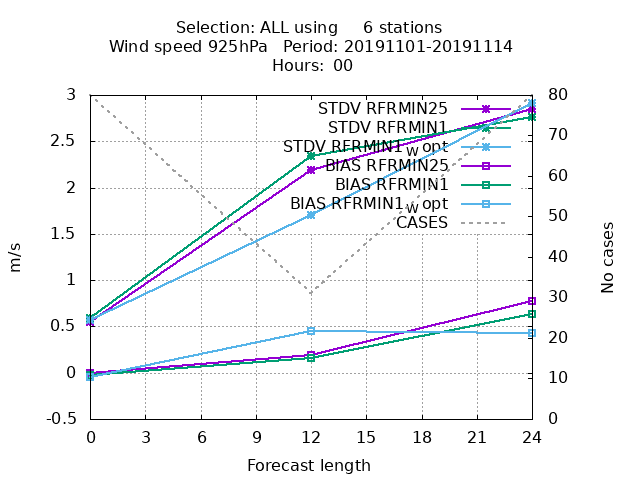 Selection: ALL using 6 stations
Wind speed 925hPa Period: 20191101-20191114
Hours: 00
3
2.5
2
1.5
1
0.5
0
-0.5
m/s
STDV RFRMIN25
STDV RFRMIN1
STDV RFRMIN1_W opt
BIAS RFRMIN25
BIAS RFRMIN1
BIAS RFRMIN1_W opt
CASES
80
70
60
50
40
30
20
10
0
No cases
0 3 6 9 12 15 18 21 24
Forecast length